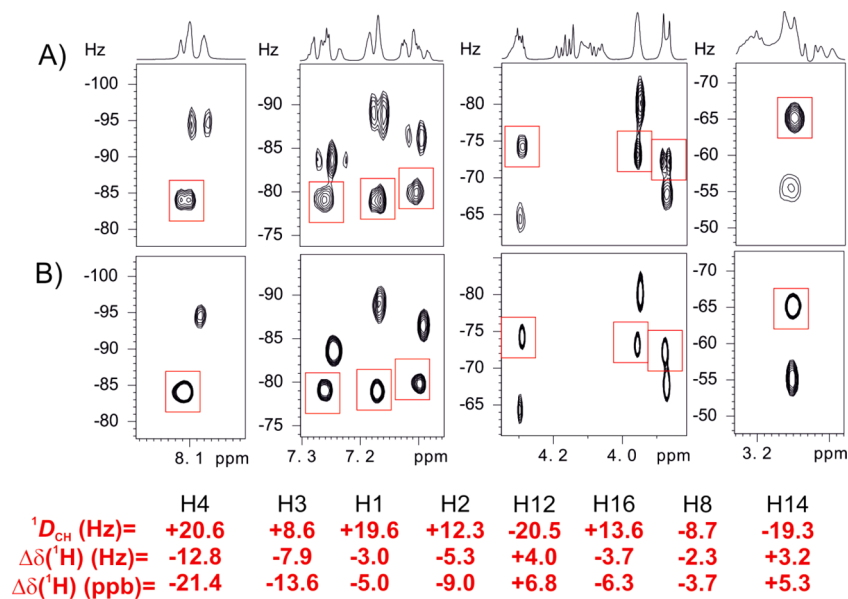 A)
Hz Hz Hz Hz
-100 -95 -90 -85 -80
-90 -85 -80 -75
-80 -75 -70 -65
-70 -65 -60 -55 -50
B)
-100 -95 -90 -85 -80
-90 -85 -80 -75
-80 -75 -70 -65
-70 -65 -60 -55 -50
8.1 ppm 7.3 7.2 ppm 4.2 4.0 ppm 3.2 ppm
H4 H3 H1 H2 H12 H16 H8 H14
¹D_CH (Hz)= +20.6 +8.6 +19.6 +12.3 -20.5 +13.6 -8.7 -19.3
Δδ(¹H) (Hz)= -12.8 -7.9 -3.0 -5.3 +4.0 -3.7 -2.3 +3.2
Δδ(¹H) (ppb)= -21.4 -13.6 -5.0 -9.0 +6.8 -6.3 -3.7 +5.3